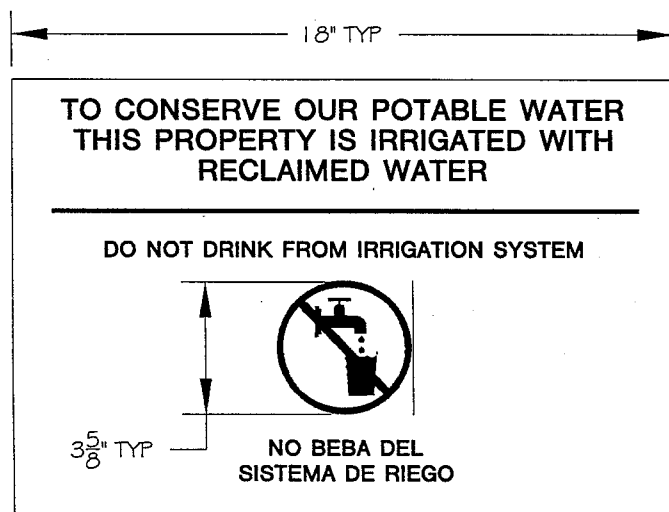 18" TYP
TO CONSERVE OUR POTABLE WATER
THIS PROPERTY IS IRRIGATED WITH
RECLAIMED WATER
DO NOT DRINK FROM IRRIGATION SYSTEM
3 5/8" TYP
NO BEBA DEL
SISTEMA DE RIEGO